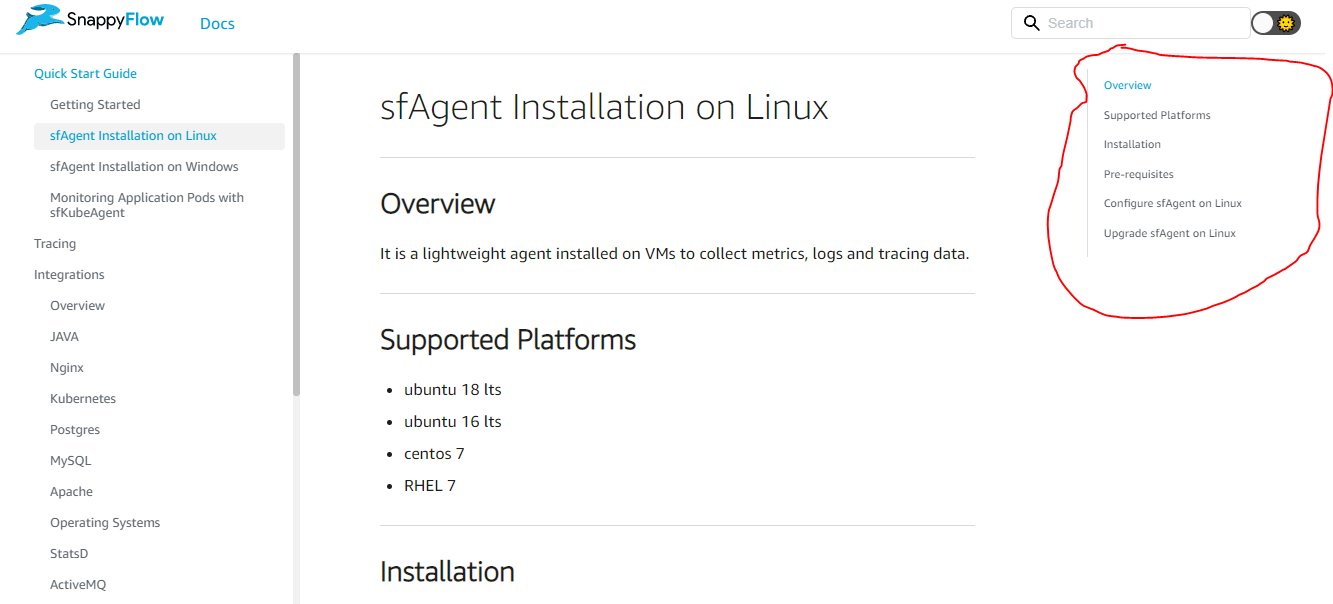 SnappyFlow
Docs
Search
Quick Start Guide
Getting Started
sfAgent Installation on Linux
sfAgent Installation on Windows
Monitoring Application Pods with
sfKubeAgent
Tracing
Integrations
Overview
JAVA
Nginx
Kubernetes
Postgres
MySQL
Apache
Operating Systems
StatsD
ActiveMQ
sfAgent Installation on Linux
Overview
It is a lightweight agent installed on VMs to collect metrics, logs and tracing data.
Supported Platforms
ubuntu 18 lts
ubuntu 16 lts
centos 7
RHEL 7
Installation
Overview
Supported Platforms
Installation
Pre-requisites
Configure sfAgent on Linux
Upgrade sfAgent on Linux